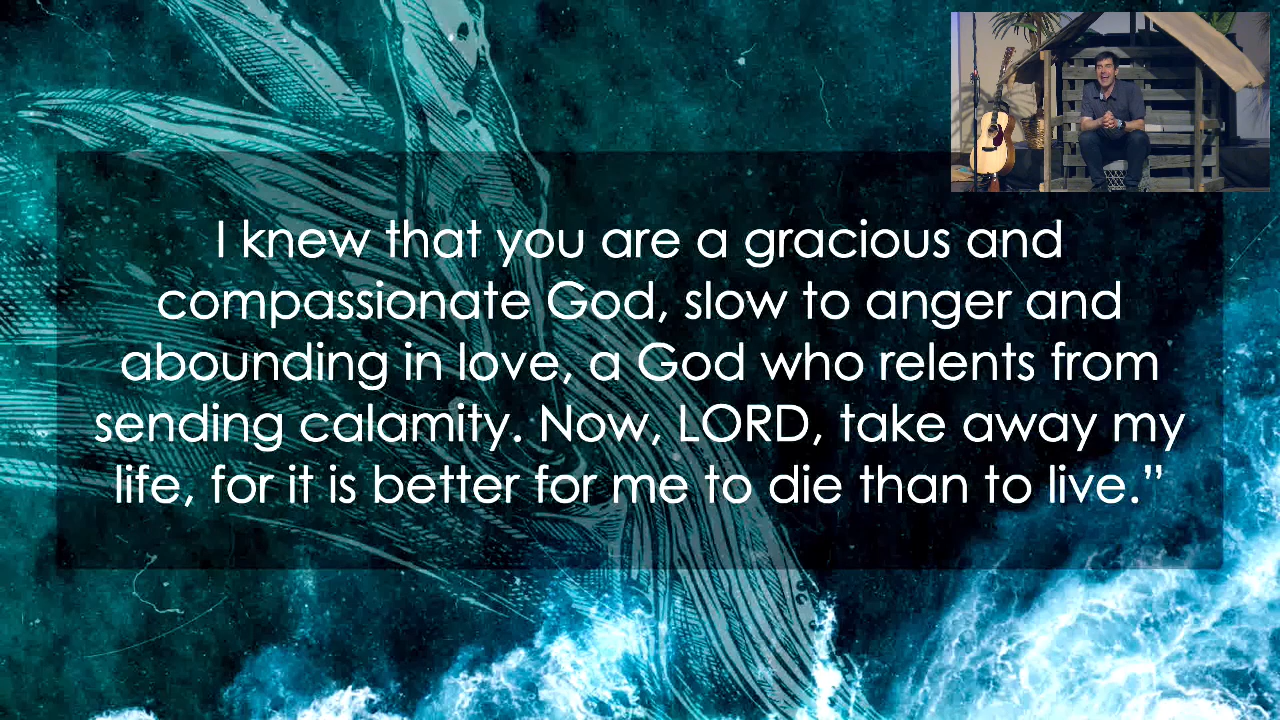 I knew that you are a gracious and
compassionate God, slow to anger and
abounding in love, a God who relents from
sending calamity. Now, LORD, take away my
life, for it is better for me to die than to live.”